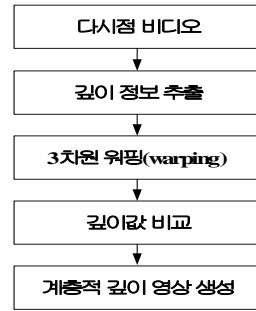 다시점 비디오
깊이 정보 추출
3차원 워핑(warping)
깊이값 비교
계층적 깊이 영상 생성